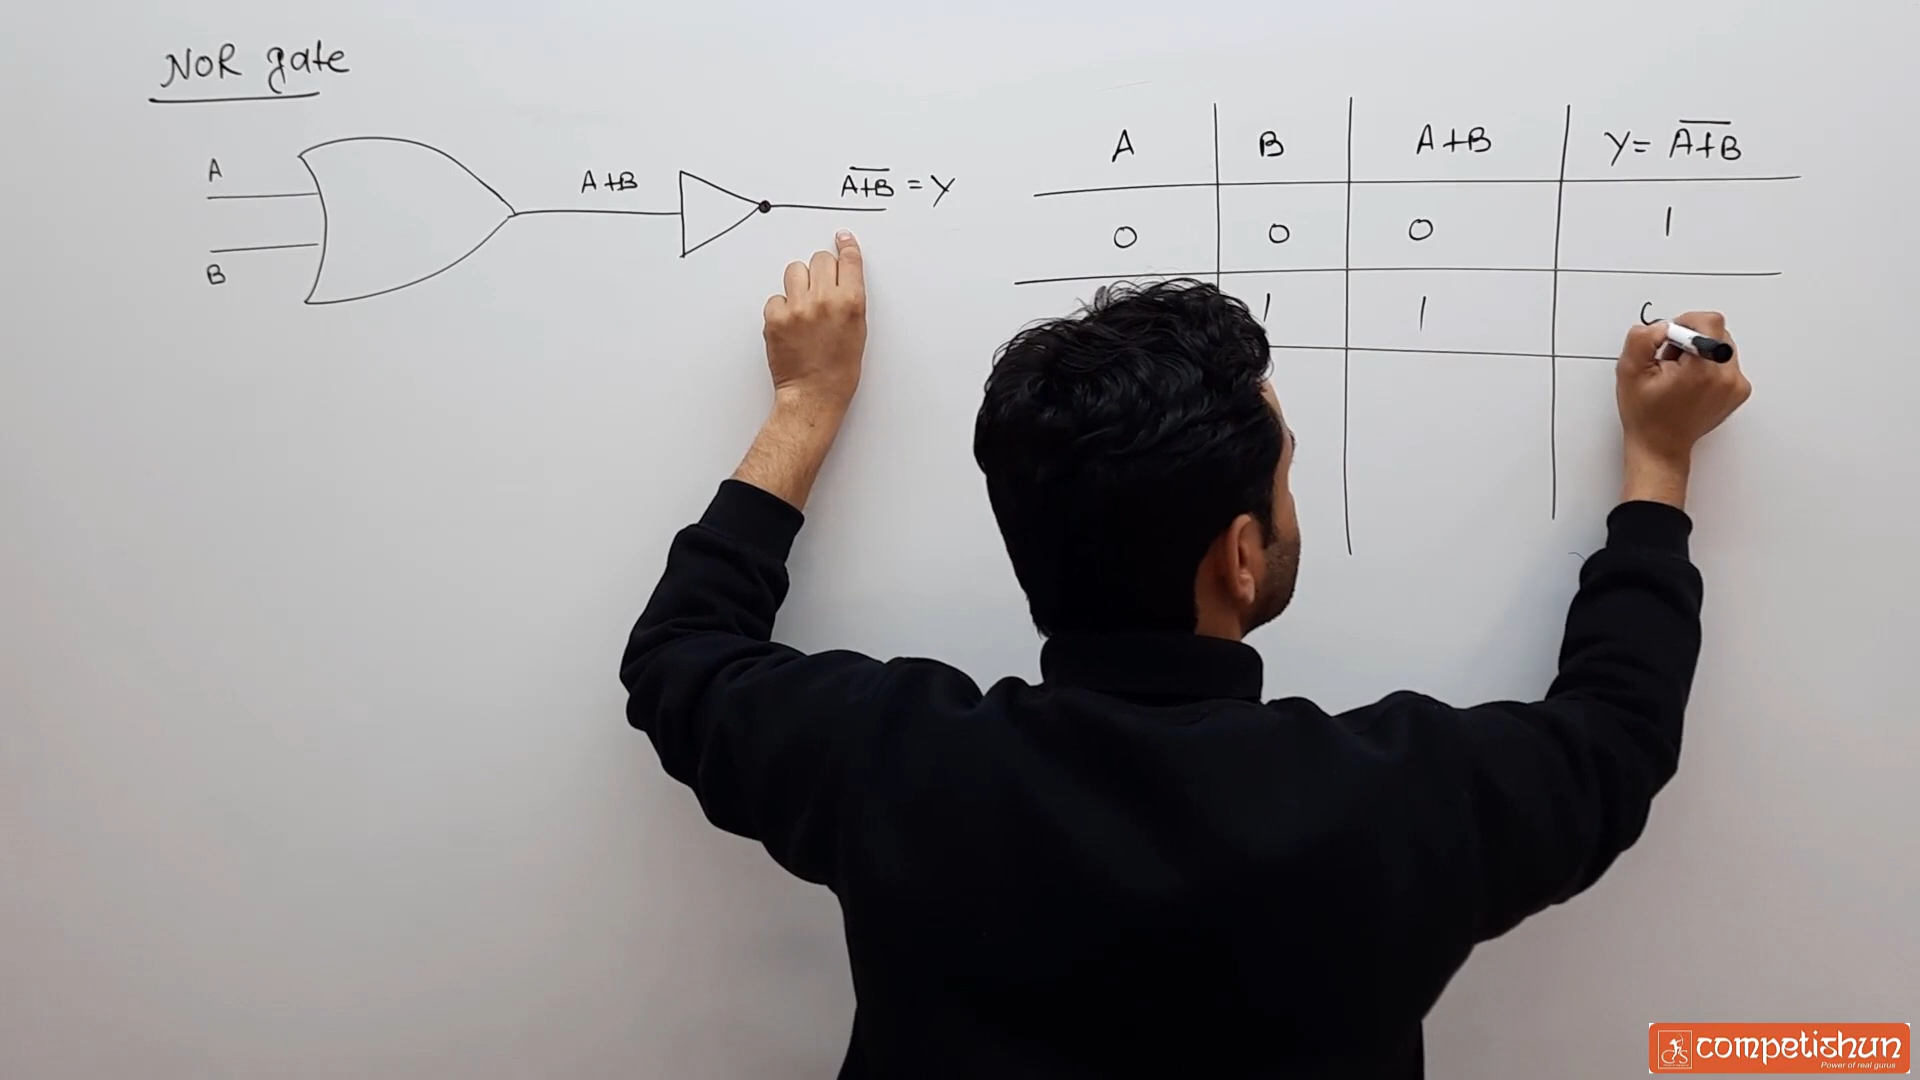 NOR gate
A
B
A+B
A̅+̅B̅ = Y
A B A+B Y = A̅+̅B̅
0 0 0 1
1 1
competishun
Power of real gurus